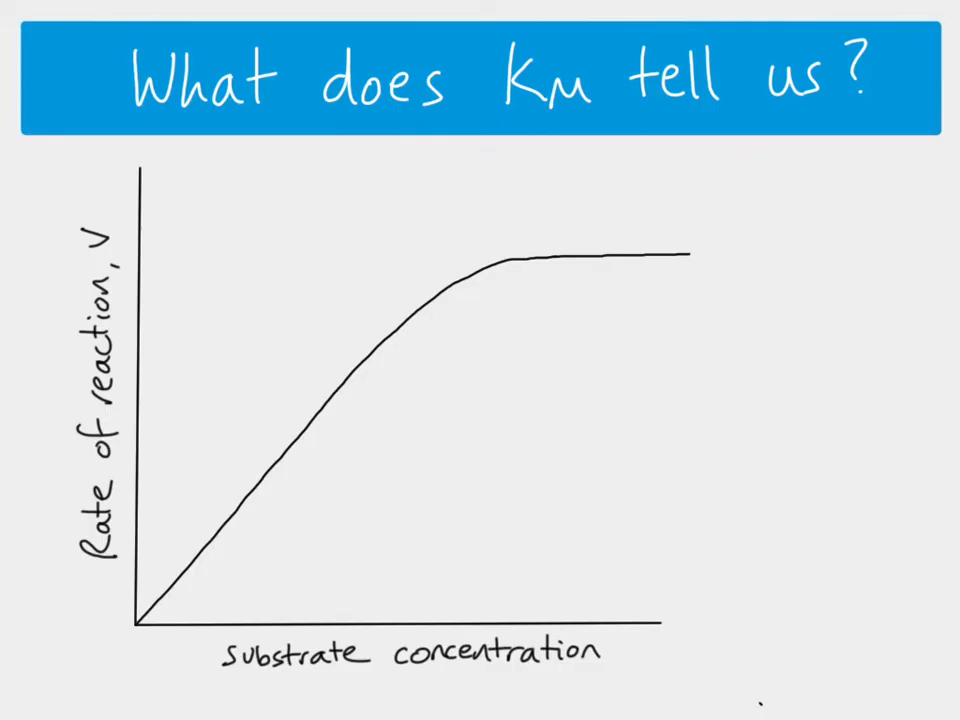 What does Km tell us?
Rate of reaction, V
substrate concentration